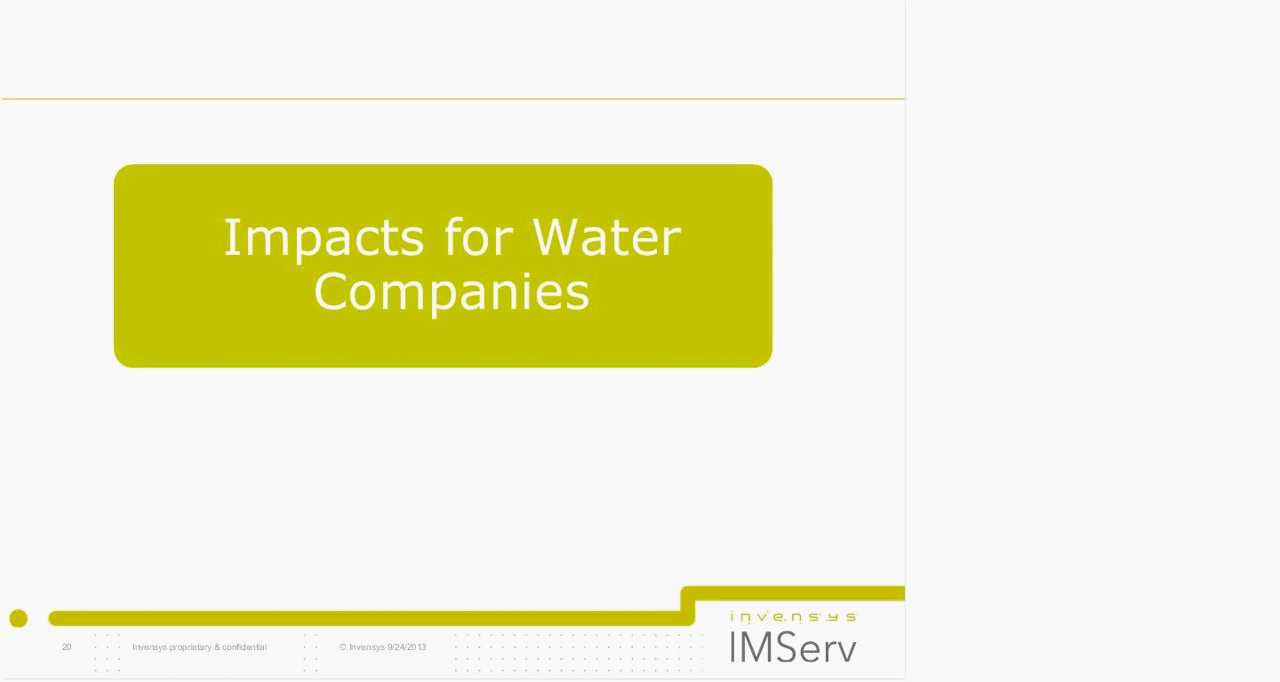 Impacts for Water
Companies
invensys
IMServ
20
Invensys proprietary & confidential
© Invensys 9/24/2013